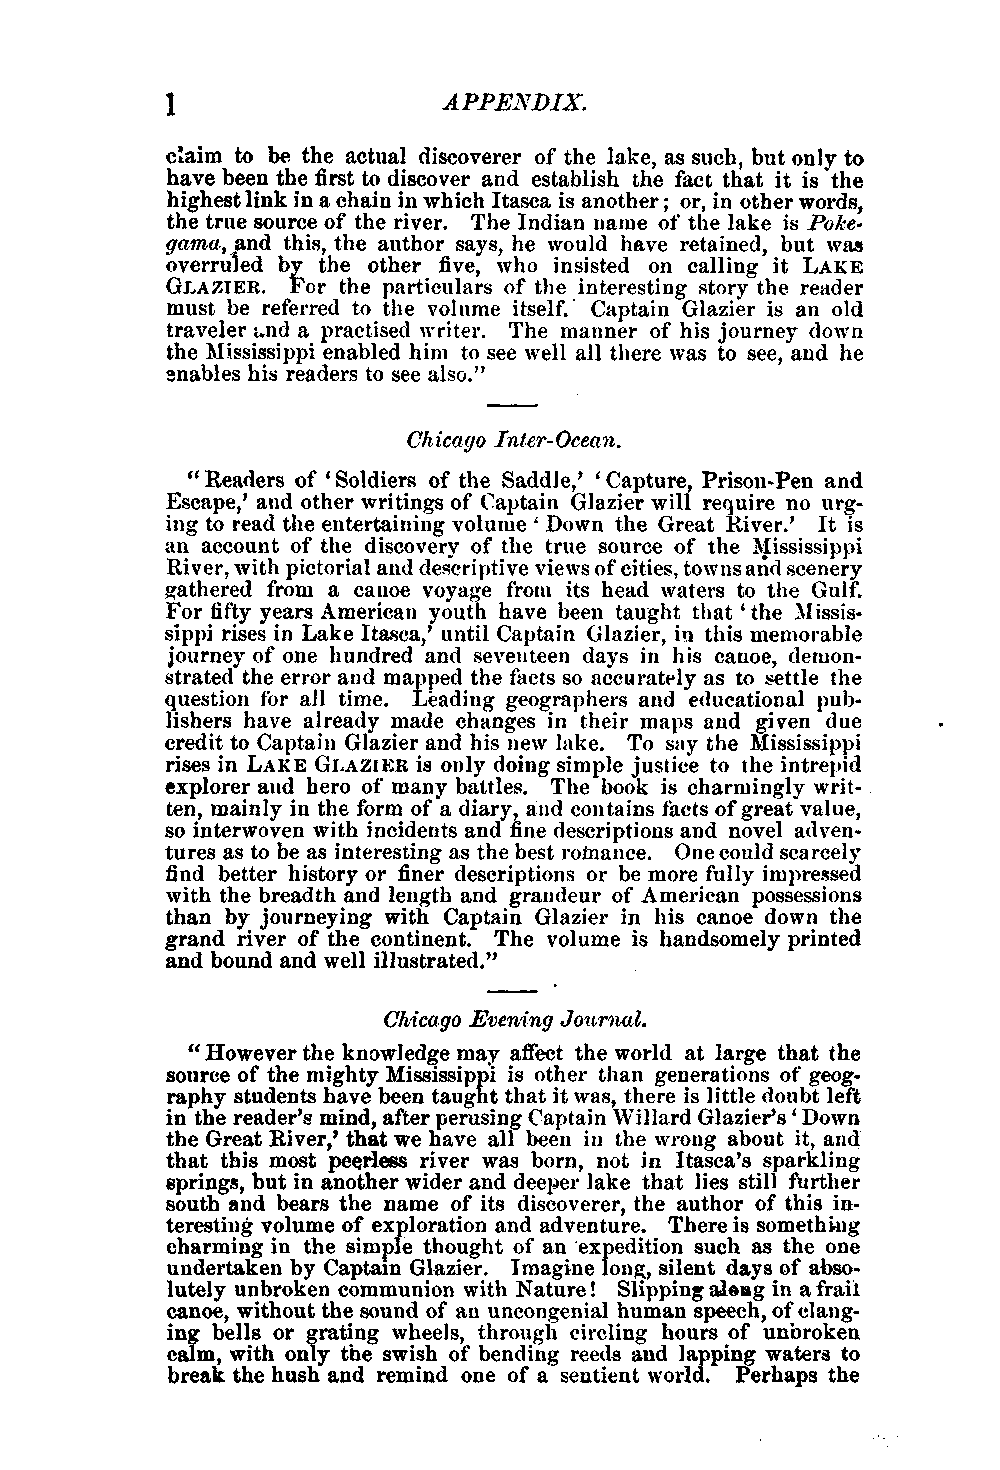 l APPENDIX.
claim to be the actual discoverer of the lake, as such, but only to
have been the first to discover and establish the fact that it is the
highest link in a chain in which Itasca is another; or, in other words,
the true source of the river. The Indian name of the lake is Poke-
gama, and this, the author says, he would have retained, but was
overruled by the other five, who insisted on calling it LAKE
GLAZIER. For the particulars of the interesting story the reader
must be referred to the volume itself. Captain Glazier is an old
traveler and a practised writer. The manner of his journey down
the Mississippi enabled him to see well all there was to see, and he
enables his readers to see also."
Chicago Inter-Ocean.
"Readers of 'Soldiers of the Saddle,' 'Capture, Prison-Pen and
Escape,' and other writings of Captain Glazier will require no urg-
ing to read the entertaining volume 'Down the Great River.' It is
an account of the discovery of the true source of the Mississippi
River, with pictorial and descriptive views of cities, towns and scenery
gathered from a canoe voyage from its head waters to the Gulf.
For fifty years American youth have been taught that 'the Missis-
sippi rises in Lake Itasca,' until Captain Glazier, in this memorable
journey of one hundred and seventeen days in his canoe, demon-
strated the error and mapped the facts so accurately as to settle the
question for all time. Leading geographers and educational pub-
lishers have already made changes in their maps and given due
credit to Captain Glazier and his new lake. To say the Mississippi
rises in LAKE GLAZIER is only doing simple justice to the intrepid
explorer and hero of many battles. The book is charmingly writ-
ten, mainly in the form of a diary, and contains facts of great value,
so interwoven with incidents and fine descriptions and novel adven-
tures as to be as interesting as the best romance. One could scarcely
find better history or finer descriptions or be more fully impressed
with the breadth and length and grandeur of American possessions
than by journeying with Captain Glazier in his canoe down the
grand river of the continent. The volume is handsomely printed
and bound and well illustrated."
Chicago Evening Journal.
"However the knowledge may affect the world at large that the
source of the mighty Mississippi is other than generations of geog-
raphy students have been taught that it was, there is little doubt left
in the reader's mind, after perusing Captain Willard Glazier's 'Down
the Great River,' that we have all been in the wrong about it, and
that this most peerless river was born, not in Itasca's sparkling
springs, but in another wider and deeper lake that lies still further
south and bears the name of its discoverer, the author of this in-
teresting volume of exploration and adventure. There is something
charming in the simple thought of an expedition such as the one
undertaken by Captain Glazier. Imagine long, silent days of abso-
lutely unbroken communion with Nature! Slipping along in a frail
canoe, without the sound of an uncongenial human speech, of clang-
ing bells or grating wheels, through circling hours of unbroken
calm, with only the swish of bending reeds and lapping waters to
break the hush and remind one of a sentient world. Perhaps the